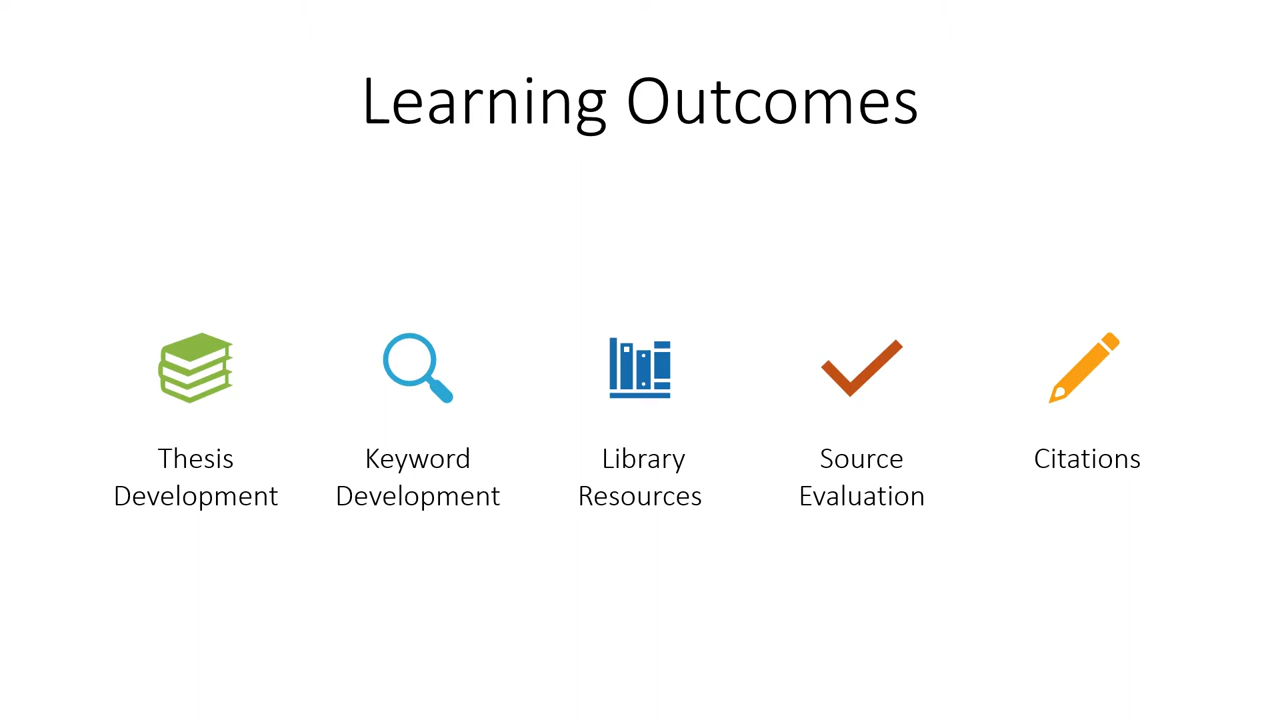 Learning Outcomes
Thesis
Development
Keyword
Development
Library
Resources
Source
Evaluation
Citations